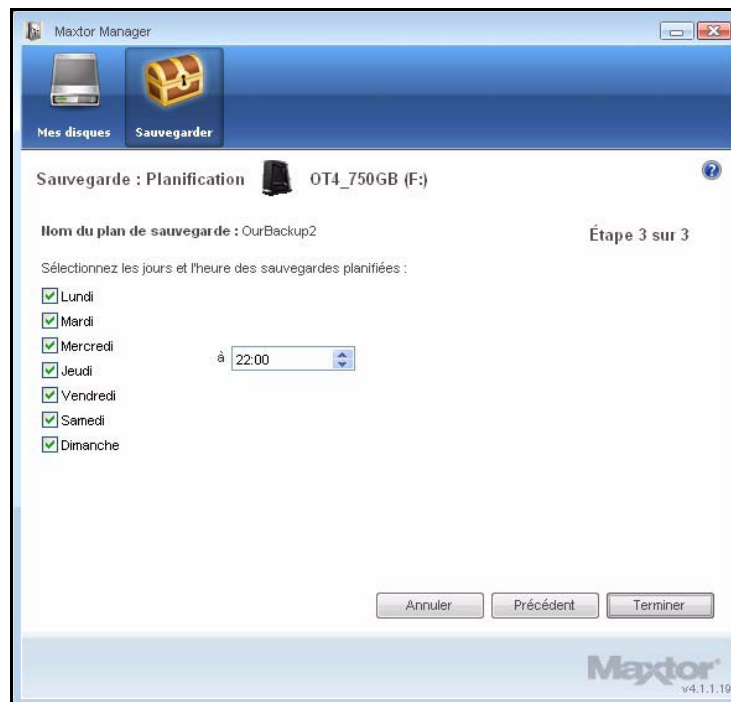 Maxtor Manager
Mes disques
Sauvegarder
Sauvegarde : Planification
OT4_750GB (F:)
Nom du plan de sauvegarde : OurBackup2
Étape 3 sur 3
Sélectionnez les jours et l'heure des sauvegardes planifiées :
Lundi
Mardi
Mercredi
à 22:00
Jeudi
Vendredi
Samedi
Dimanche
Annuler
Précédent
Terminer
Maxtor
v4.1.1.19